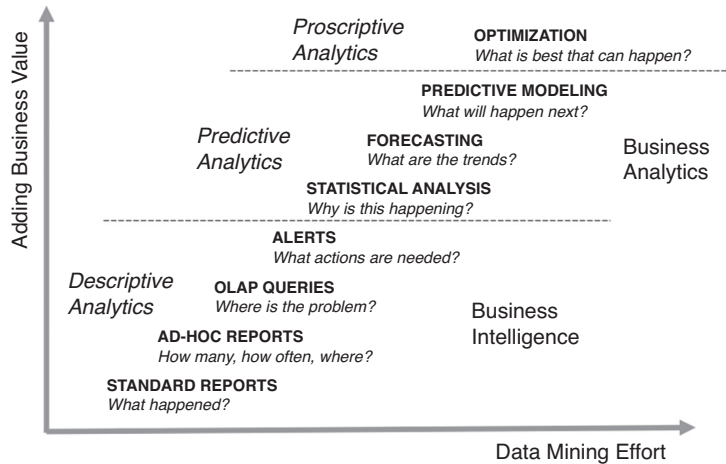 Adding Business Value
Proscriptive
Analytics
OPTIMIZATION
What is best that can happen?
PREDICTIVE MODELING
What will happen next?
Predictive
Analytics
FORECASTING
What are the trends?
Business
Analytics
STATISTICAL ANALYSIS
Why is this happening?
ALERTS
What actions are needed?
Descriptive
Analytics
OLAP QUERIES
Where is the problem?
Business
Intelligence
AD-HOC REPORTS
How many, how often, where?
STANDARD REPORTS
What happened?
Data Mining Effort